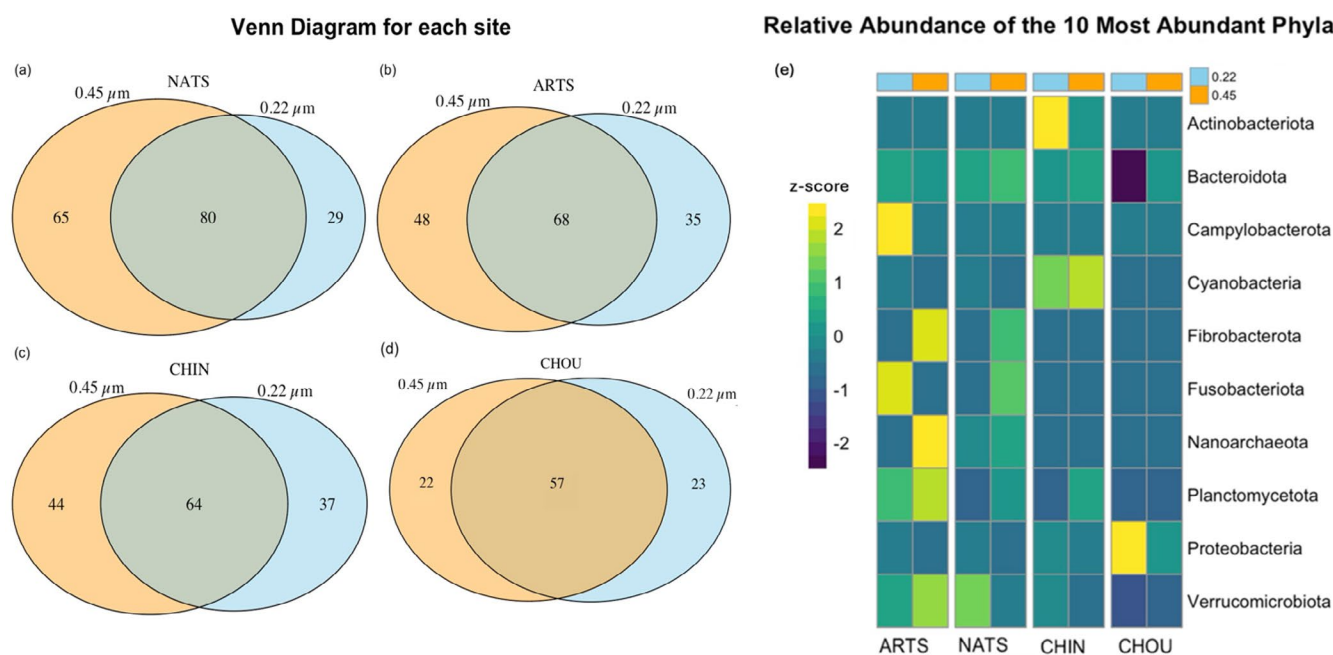 Venn Diagram for each site
(a)
NATS
0.45 µm
0.22 µm
65
80
29
(b)
ARTS
0.45 µm
0.22 µm
48
68
35
(c)
CHIN
0.45 µm
0.22 µm
44
64
37
(d)
CHOU
0.45 µm
0.22 µm
22
57
23
Relative Abundance of the 10 Most Abundant Phyla
(e)
0.22
0.45
z-score
2
1
0
-1
-2
Actinobacteriota
Bacteroidota
Campylobacterota
Cyanobacteria
Fibrobacterota
Fusobacteriota
Nanoarchaeota
Planctomycetota
Proteobacteria
Verrucomicrobiota
ARTS NATS CHIN CHOU